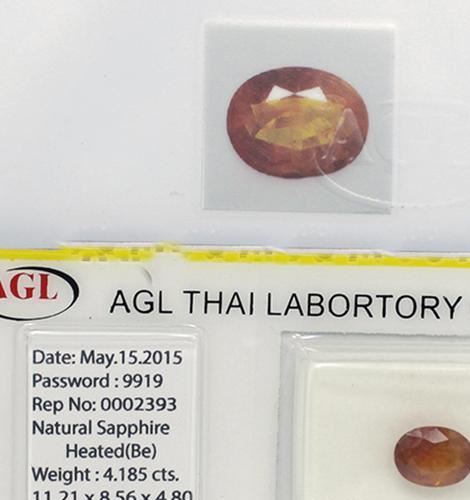 AGL
AGL THAI LABORTORY
Date: May.15.2015
Password : 9919
Rep No: 0002393
Natural Sapphire
Heated(Be)
Weight : 4.185 cts.
11.21 x 8.56 x 4.80